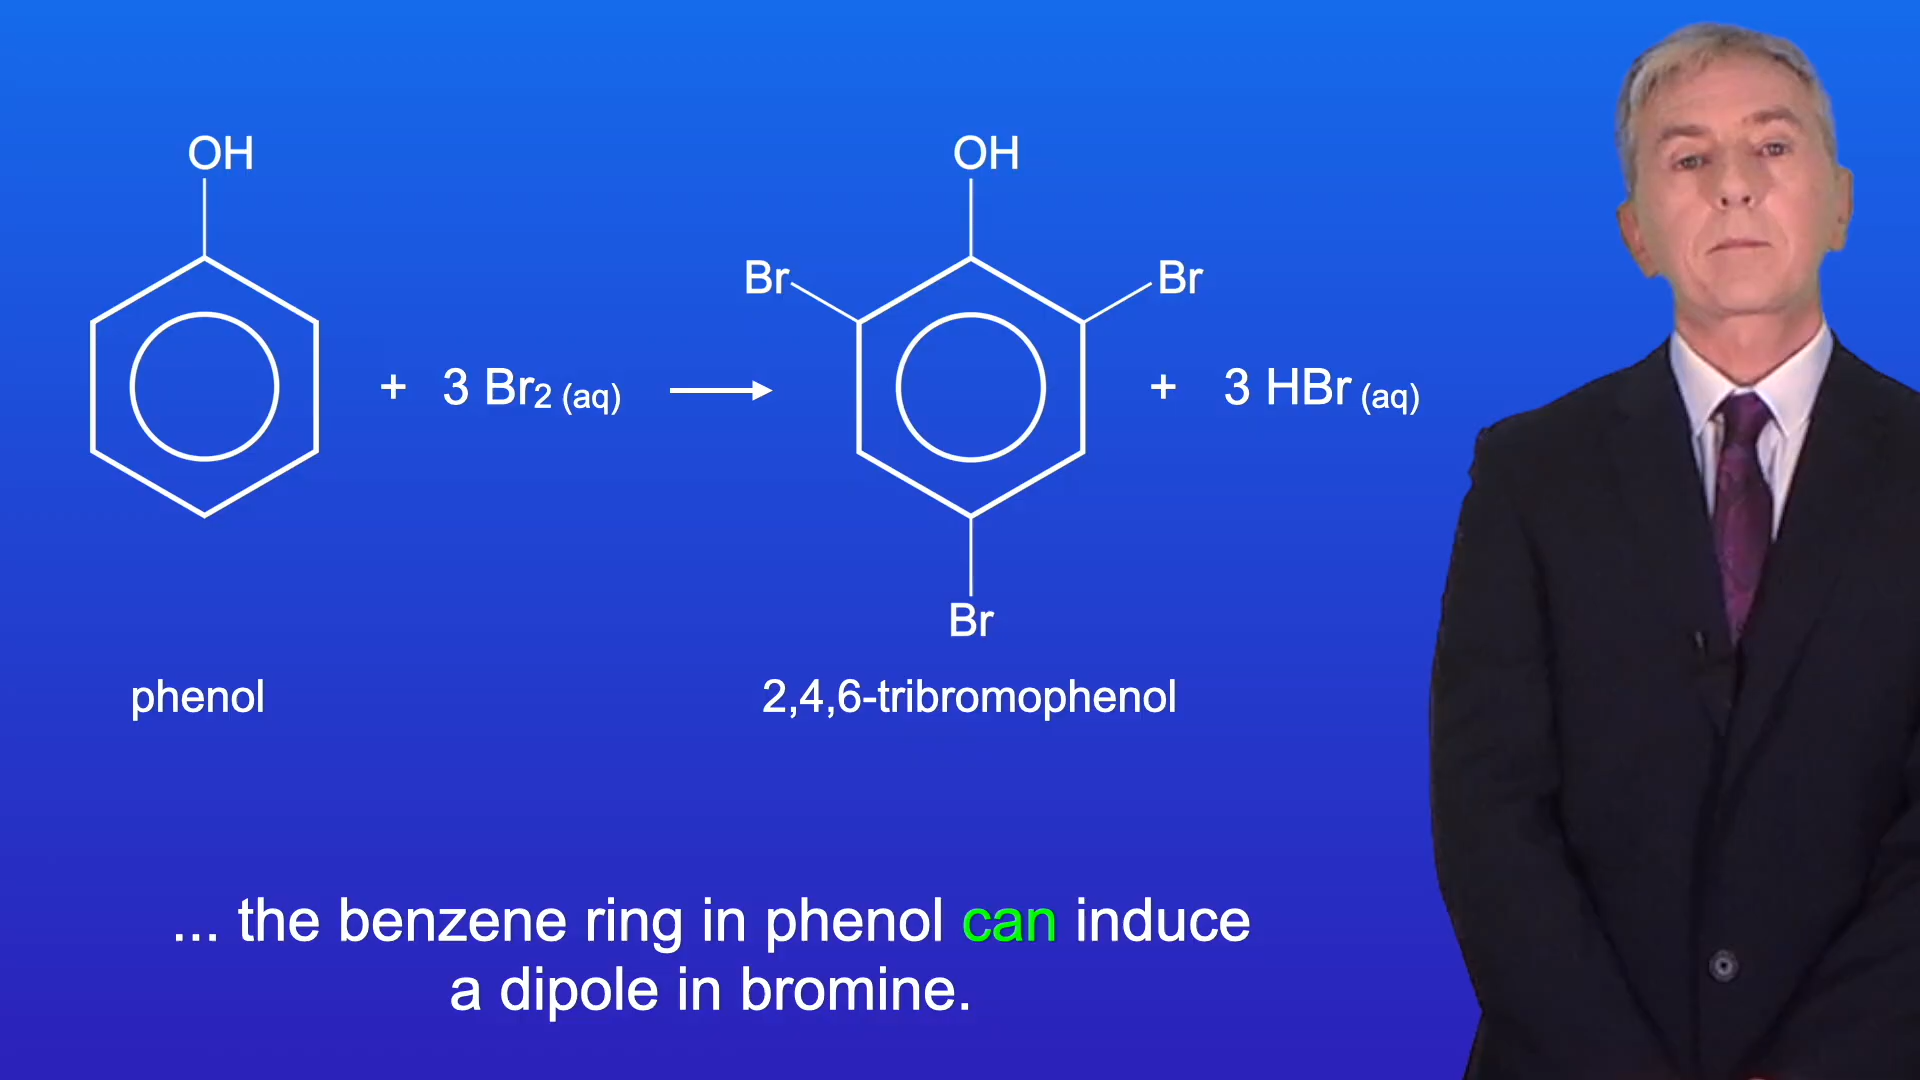 OH
OH
Br
Br
+ 3 Br₂ (aq) → + 3 HBr (aq)
Br
phenol
2,4,6-tribromophenol
... the benzene ring in phenol can induce
a dipole in bromine.